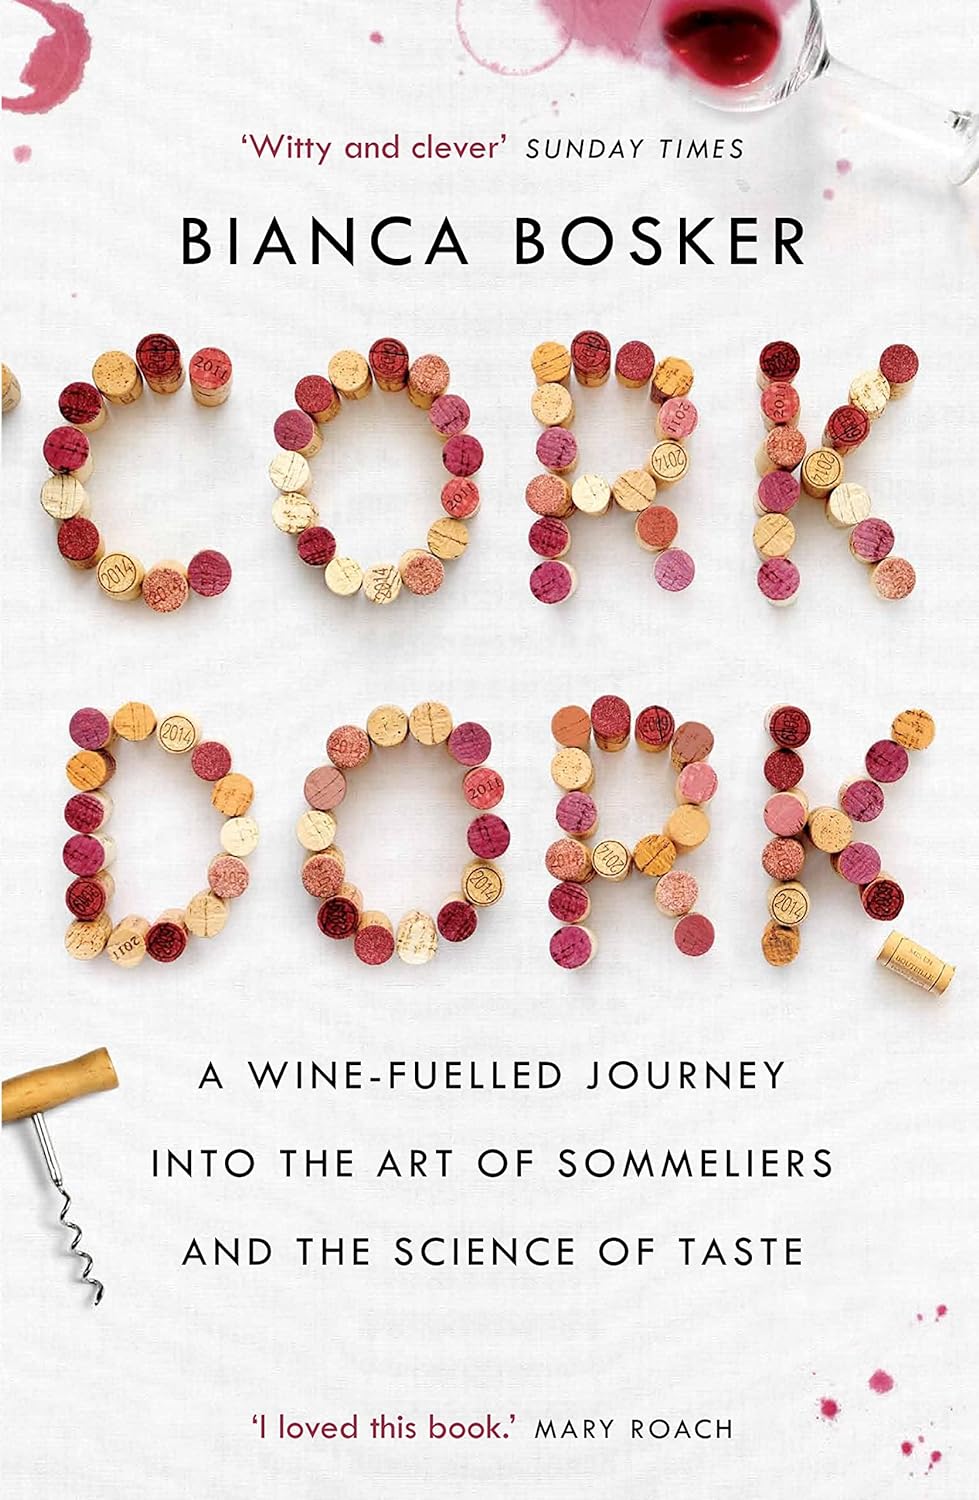 ‘Witty and clever’ SUNDAY TIMES
BIANCA BOSKER
CORK
DORK
A WINE-FUELLED JOURNEY
INTO THE ART OF SOMMELIERS
AND THE SCIENCE OF TASTE
‘I loved this book.’ MARY ROACH